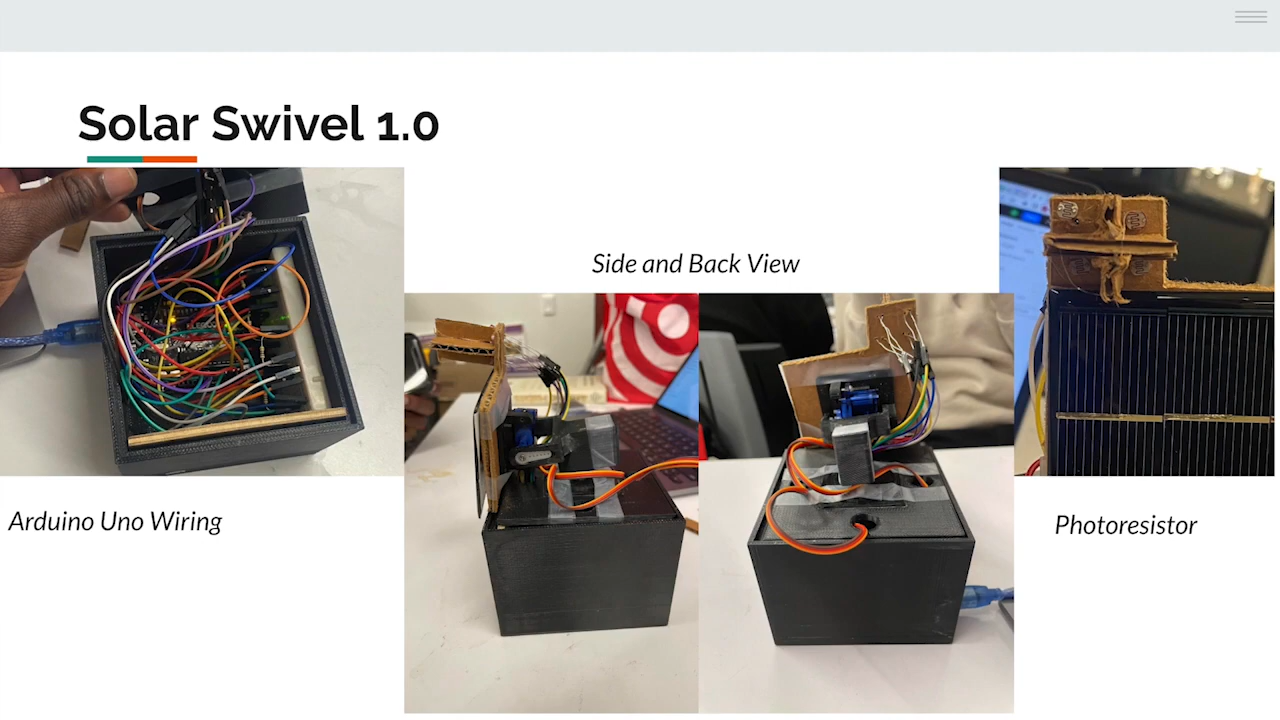 Solar Swivel 1.0
Side and Back View
Arduino Uno Wiring
Photoresistor